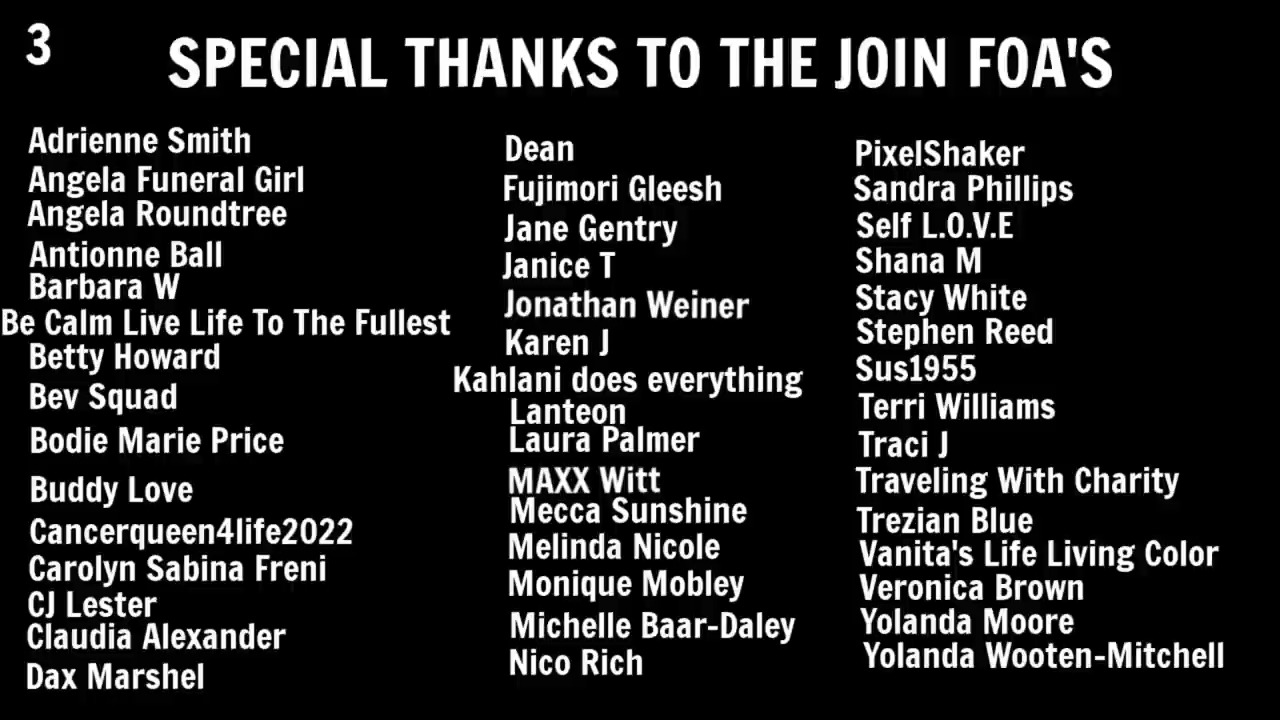 3
SPECIAL THANKS TO THE JOIN FOA'S
Adrienne Smith
Angela Funeral Girl
Angela Roundtree
Antionne Ball
Barbara W
Be Calm Live Life To The Fullest
Betty Howard
Bev Squad
Bodie Marie Price
Buddy Love
Cancerqueen4life2022
Carolyn Sabina Freni
CJ Lester
Claudia Alexander
Dax Marshel
Dean
Fujimori Gleesh
Jane Gentry
Janice T
Jonathan Weiner
Karen J
Kahlani does everything
Lanteon
Laura Palmer
MAXX Witt
Mecca Sunshine
Melinda Nicole
Monique Mobley
Michelle Baar-Daley
Nico Rich
PixelShaker
Sandra Phillips
Self L.O.V.E
Shana M
Stacy White
Stephen Reed
Sus1955
Terri Williams
Traci J
Traveling With Charity
Trezian Blue
Vanita's Life Living Color
Veronica Brown
Yolanda Moore
Yolanda Wooten-Mitchell